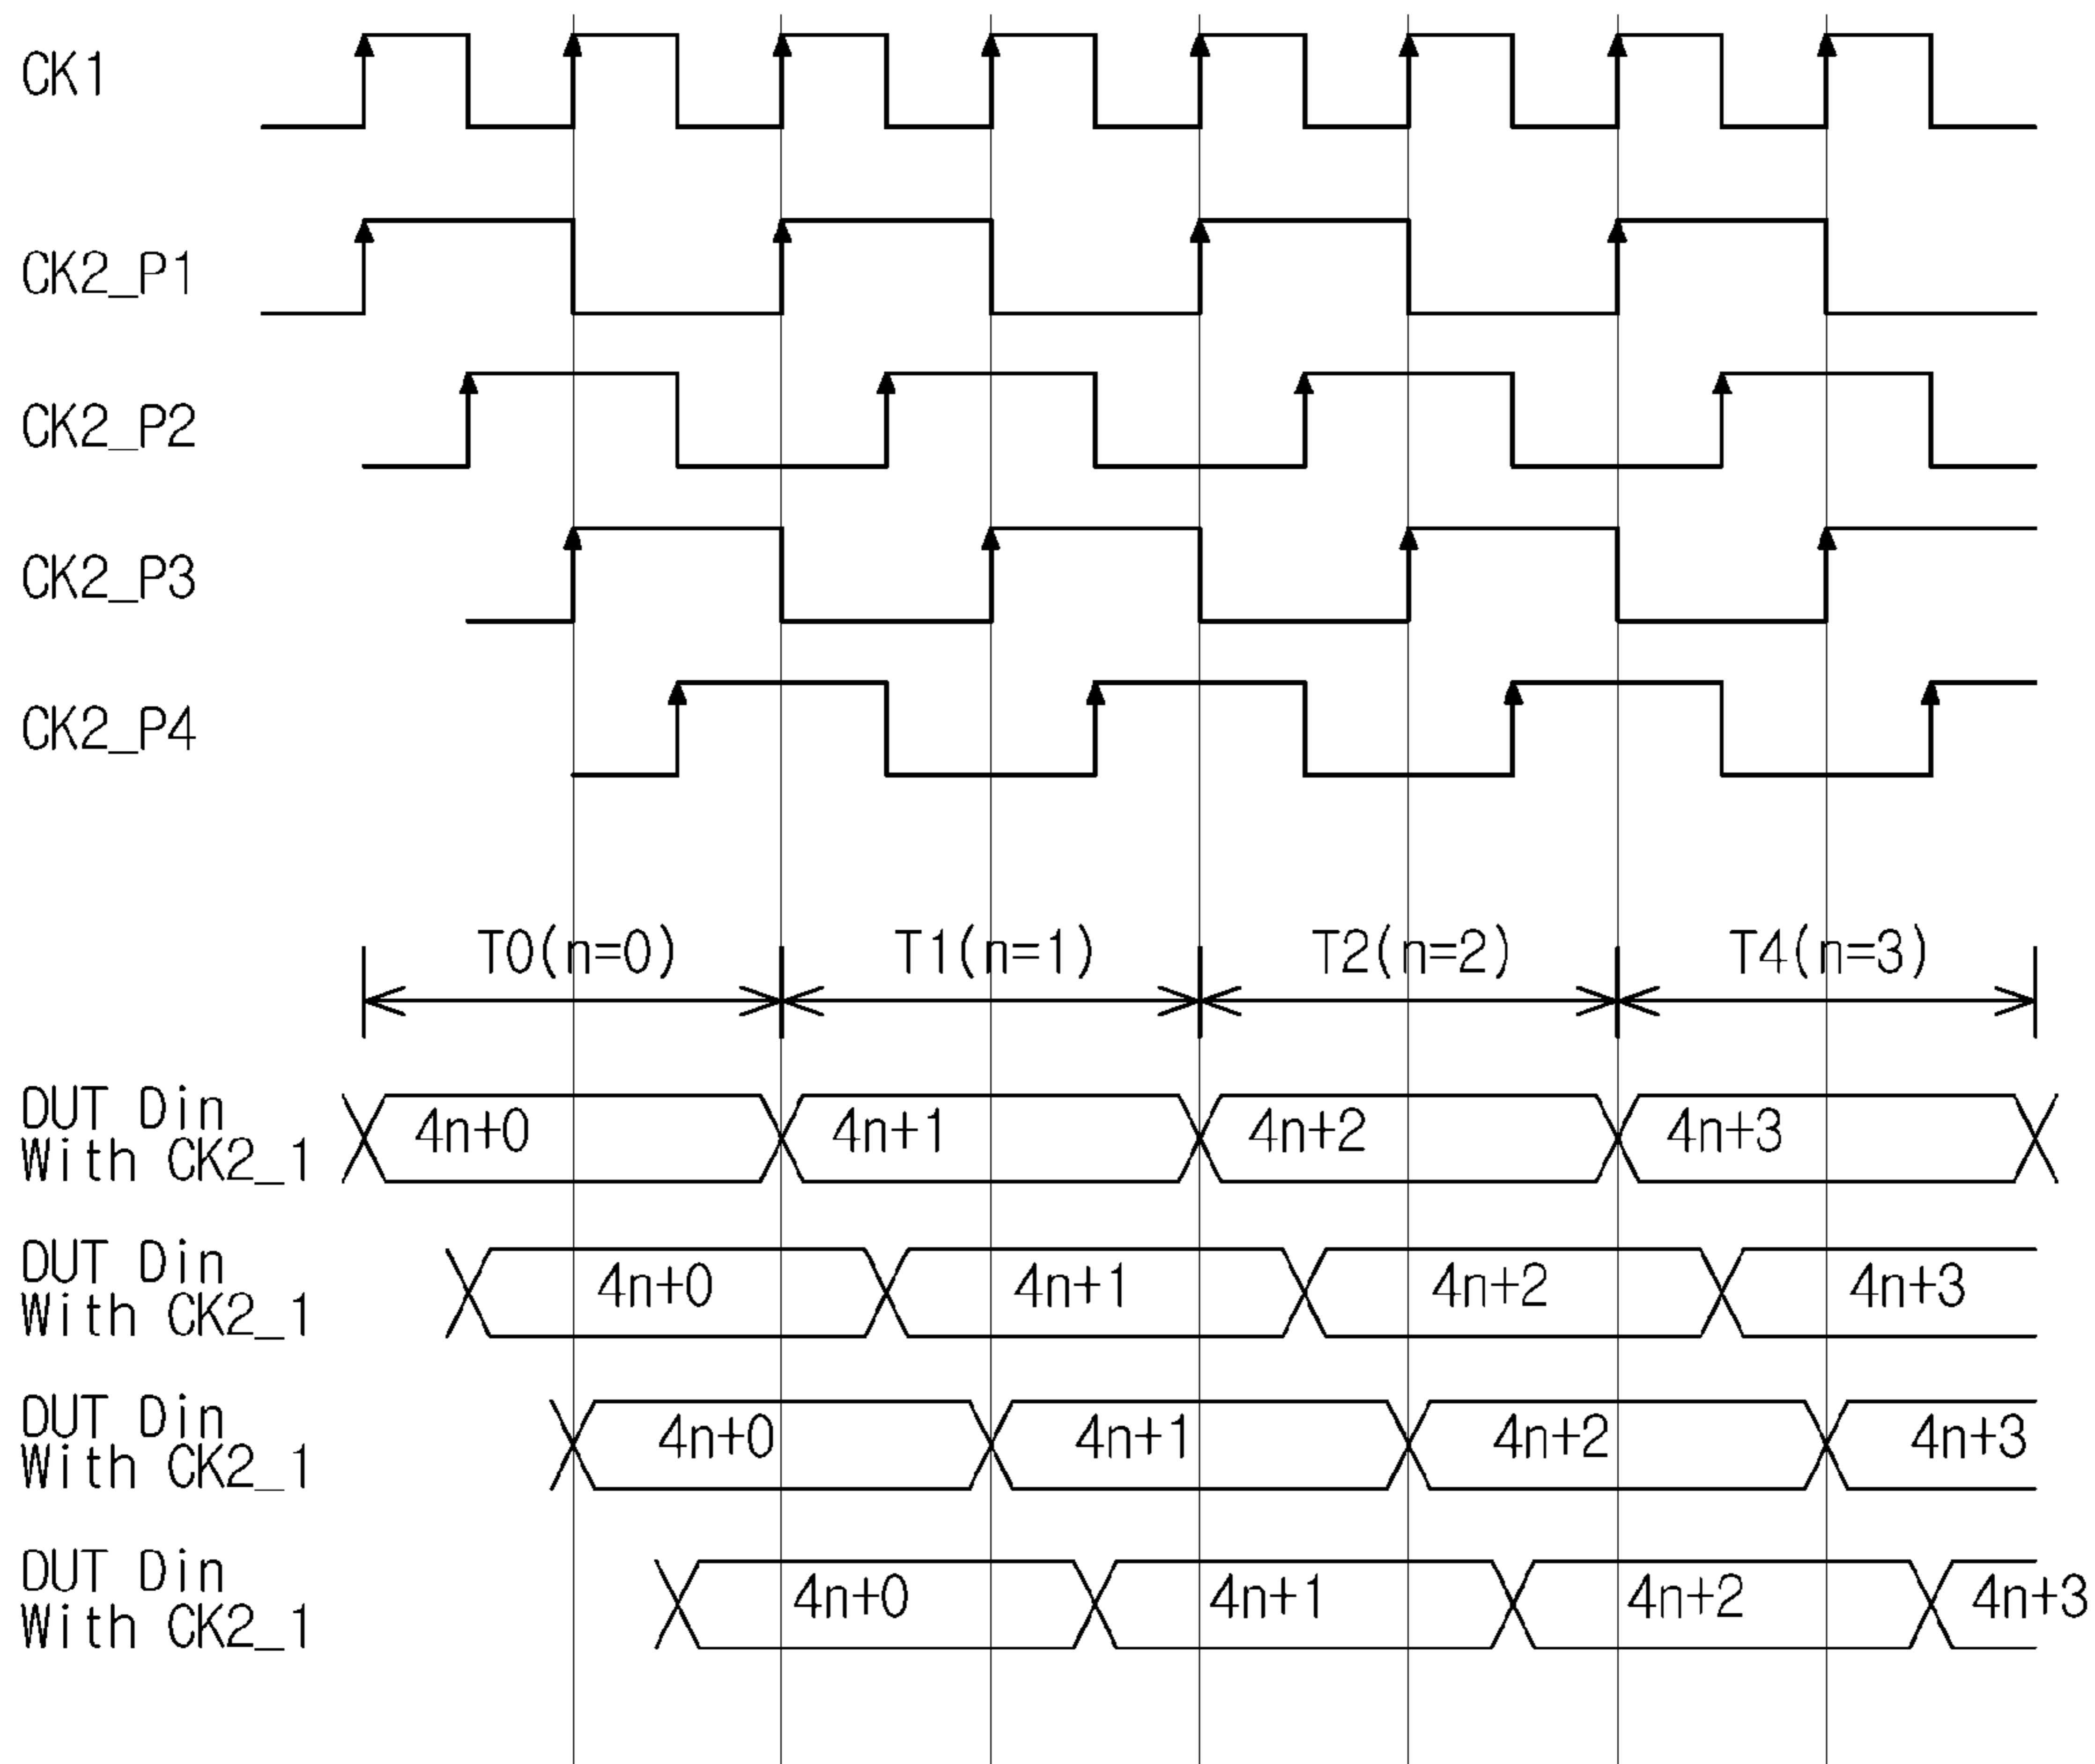 CK1
CK2_P1
CK2_P2
CK2_P3
CK2_P4
T0(n=0) T1(n=1) T2(n=2) T4(n=3)
DUT Din
With CK2_1
4n+0 4n+1 4n+2 4n+3
DUT Din
With CK2_1
4n+0 4n+1 4n+2 4n+3
DUT Din
With CK2_1
4n+0 4n+1 4n+2 4n+3
DUT Din
With CK2_1
4n+0 4n+1 4n+2 4n+3